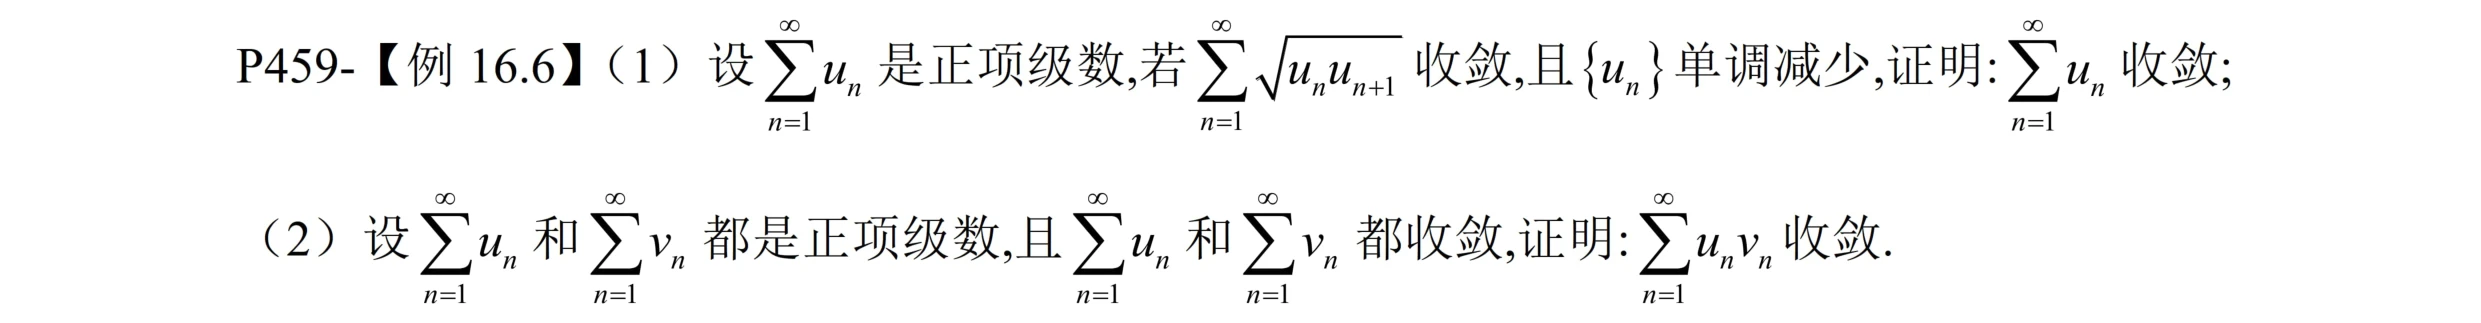 P459-【例 16.6】（1）设 $\sum_{n=1}^{\infty} u_n$ 是正项级数,若 $\sum_{n=1}^{\infty} \sqrt{u_n u_{n+1}}$ 收敛,且 $\{u_n\}$ 单调减少,证明: $\sum_{n=1}^{\infty} u_n$ 收敛;
（2）设 $\sum_{n=1}^{\infty} u_n$ 和 $\sum_{n=1}^{\infty} v_n$ 都是正项级数,且 $\sum_{n=1}^{\infty} u_n$ 和 $\sum_{n=1}^{\infty} v_n$ 都收敛,证明: $\sum_{n=1}^{\infty} u_n v_n$ 收敛.